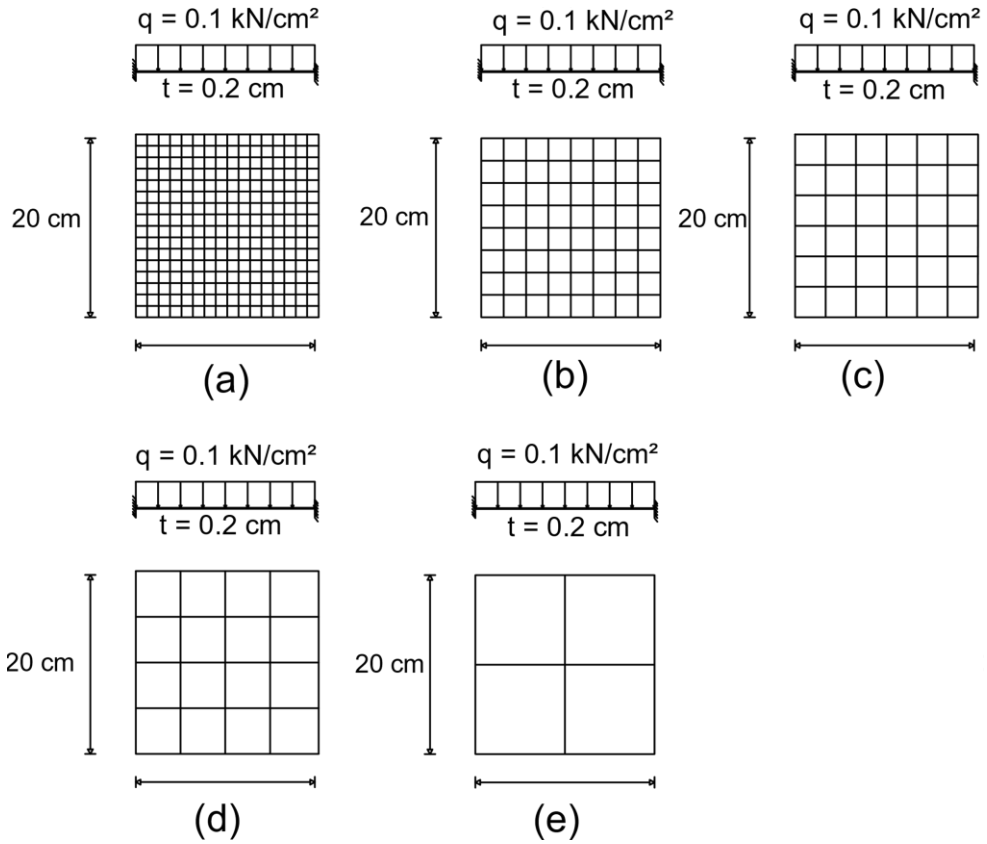 q = 0.1 kN/cm²
t = 0.2 cm
20 cm
(a)
q = 0.1 kN/cm²
t = 0.2 cm
20 cm
(b)
q = 0.1 kN/cm²
t = 0.2 cm
20 cm
(c)
q = 0.1 kN/cm²
t = 0.2 cm
20 cm
(d)
q = 0.1 kN/cm²
t = 0.2 cm
20 cm
(e)